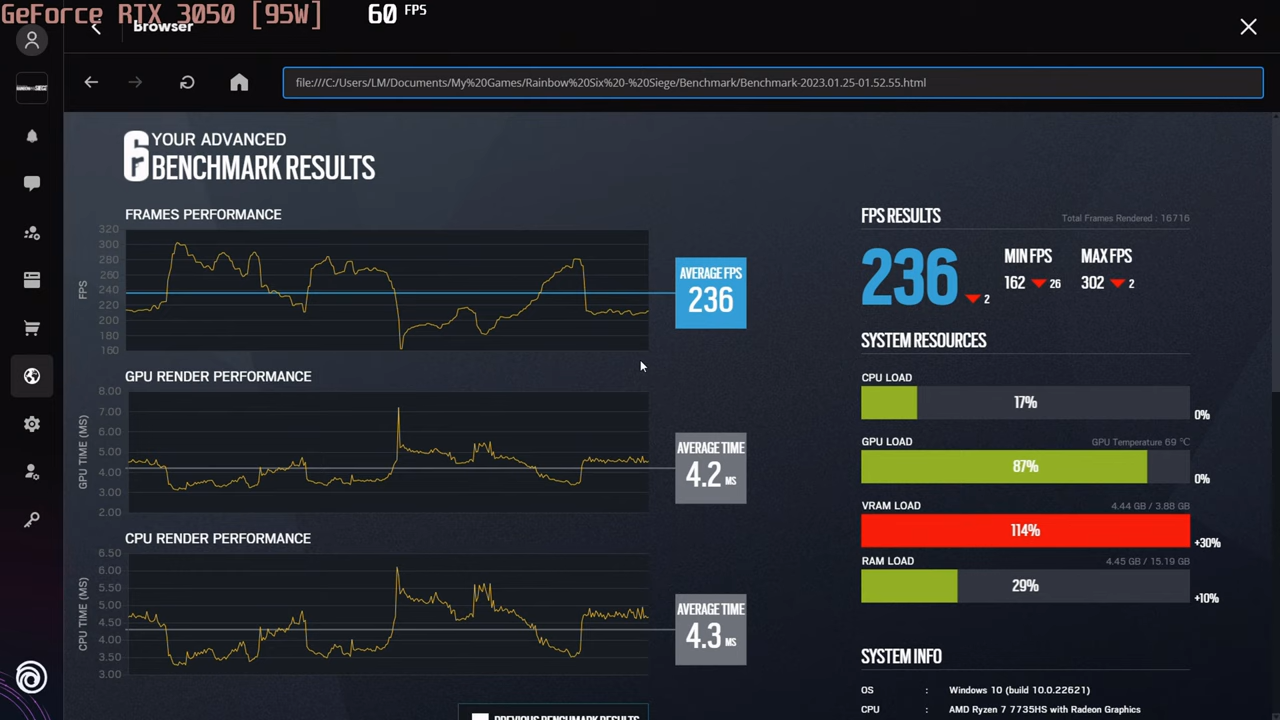 GeForce RTX 3050 [95W] 60 FPS
Browser
file:///C:/Users/LM/Documents/My%20Games/Rainbow%20Six%20-%20Siege/Benchmark/Benchmark-2023.01.25-01.52.55.html
YOUR ADVANCED
BENCHMARK RESULTS
FRAMES PERFORMANCE
FPS
320
300
280
260
240
220
200
180
160
AVERAGE FPS
236
GPU RENDER PERFORMANCE
GPU TIME (MS)
8.00
7.00
6.00
5.00
4.00
3.00
2.00
AVERAGE TIME
4.2 MS
CPU RENDER PERFORMANCE
CPU TIME (MS)
6.50
6.00
5.50
5.00
4.50
4.00
3.50
3.00
AVERAGE TIME
4.3 MS
PREVIOUS BENCHMARK RESULTS
FPS RESULTS
Total Frames Rendered : 16716
236 2
MIN FPS
162 26
MAX FPS
302 2
SYSTEM RESOURCES
CPU LOAD
17%
0%
GPU LOAD
GPU Temperature 69 °C
87%
0%
VRAM LOAD
4.44 GB / 3.88 GB
114%
+30%
RAM LOAD
4.45 GB / 15.19 GB
29%
+10%
SYSTEM INFO
OS : Windows 10 (build 10.0.22621)
CPU : AMD Ryzen 7 7735HS with Radeon Graphics